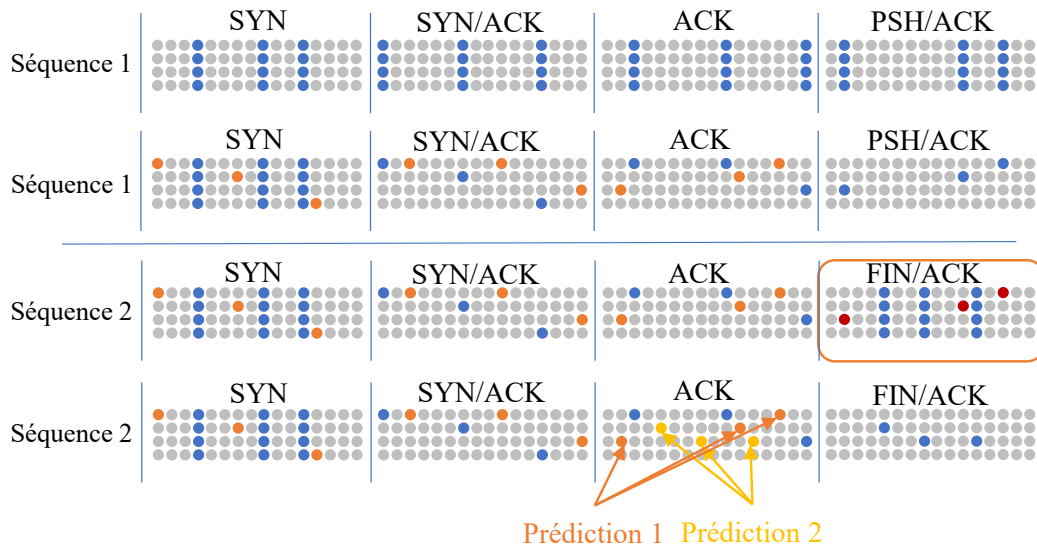 SYN SYN/ACK ACK PSH/ACK
Séquence 1
SYN SYN/ACK ACK PSH/ACK
Séquence 1
SYN SYN/ACK ACK FIN/ACK
Séquence 2
SYN SYN/ACK ACK FIN/ACK
Séquence 2
Prédiction 1 Prédiction 2